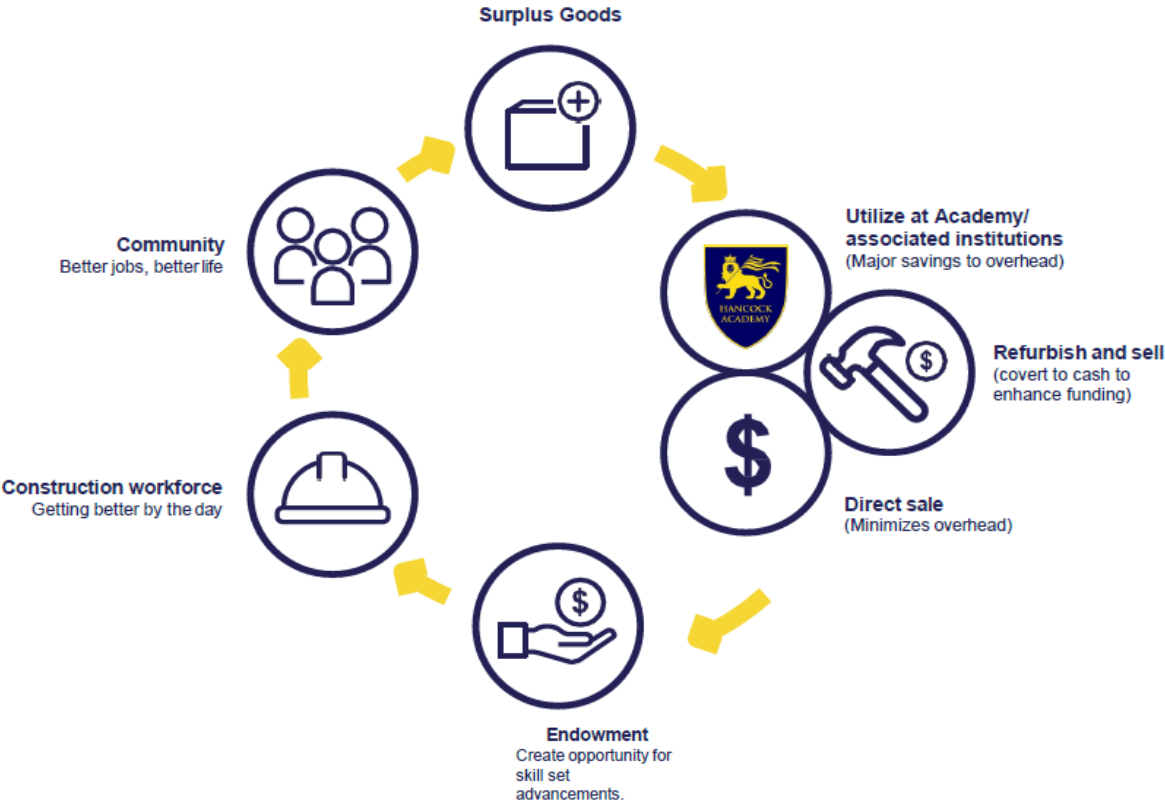 Surplus Goods
Utilize at Academy/
associated institutions
(Major savings to overhead)
HANCOCK
ACADEMY
Refurbish and sell
(covert to cash to
enhance funding)
$
$
Direct sale
(Minimizes overhead)
$
Endowment
Create opportunity for
skill set
advancements.
Construction workforce
Getting better by the day
Community
Better jobs, better life